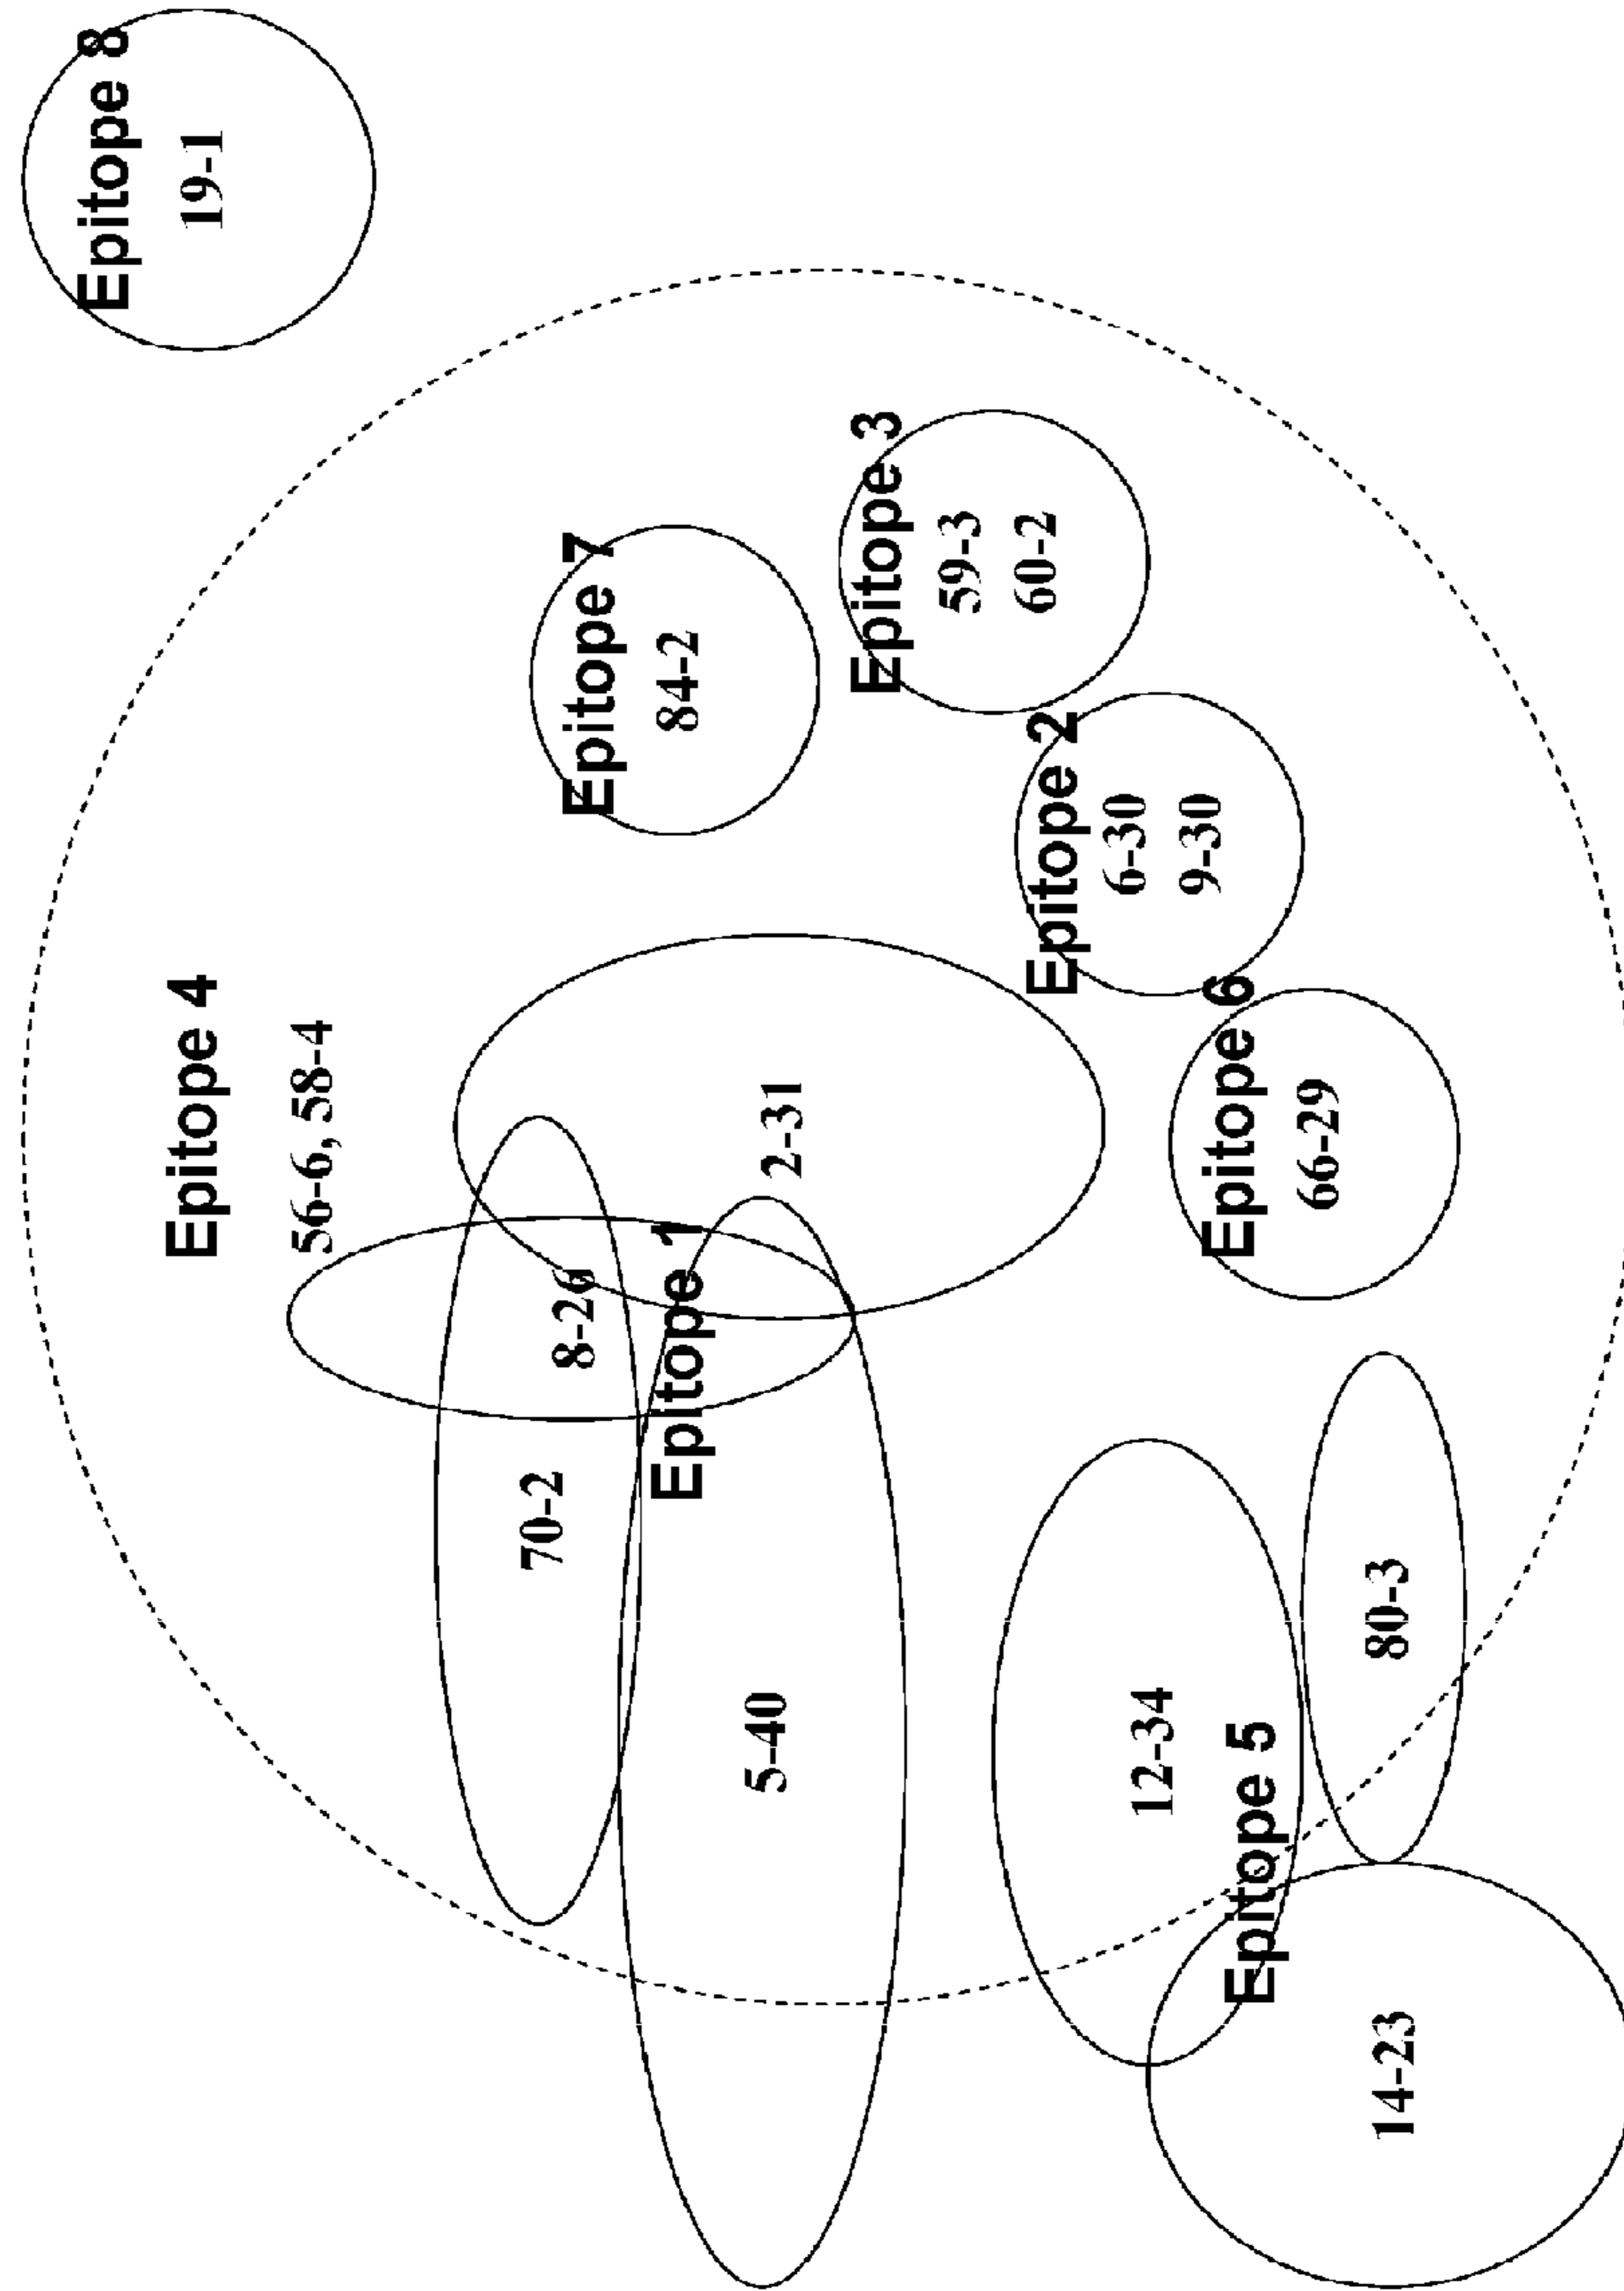 Epitope 8
19-1
Epitope 4
56-6, 58-4
70-2
8-26
Epitope 7
84-2
Epitope 1
5-40
2-31
Epitope 3
59-3
60-2
Epitope 2
6-30
9-30
12-34
Epitope 6
66-29
Epitope 5
14-23
80-3